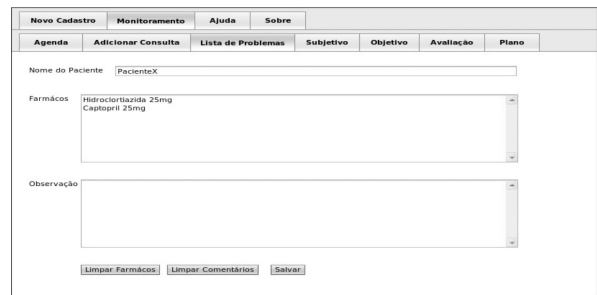 Novo Cadastro Monitoramento Ajuda Sobre
Agenda Adicionar Consulta Lista de Problemas Subjetivo Objetivo Avaliação Plano
Nome do Paciente PacienteX
Farmácos Hidroclortiazida 25mg
Captopril 25mg
Observação
Limpar Farmácos Limpar Comentários Salvar